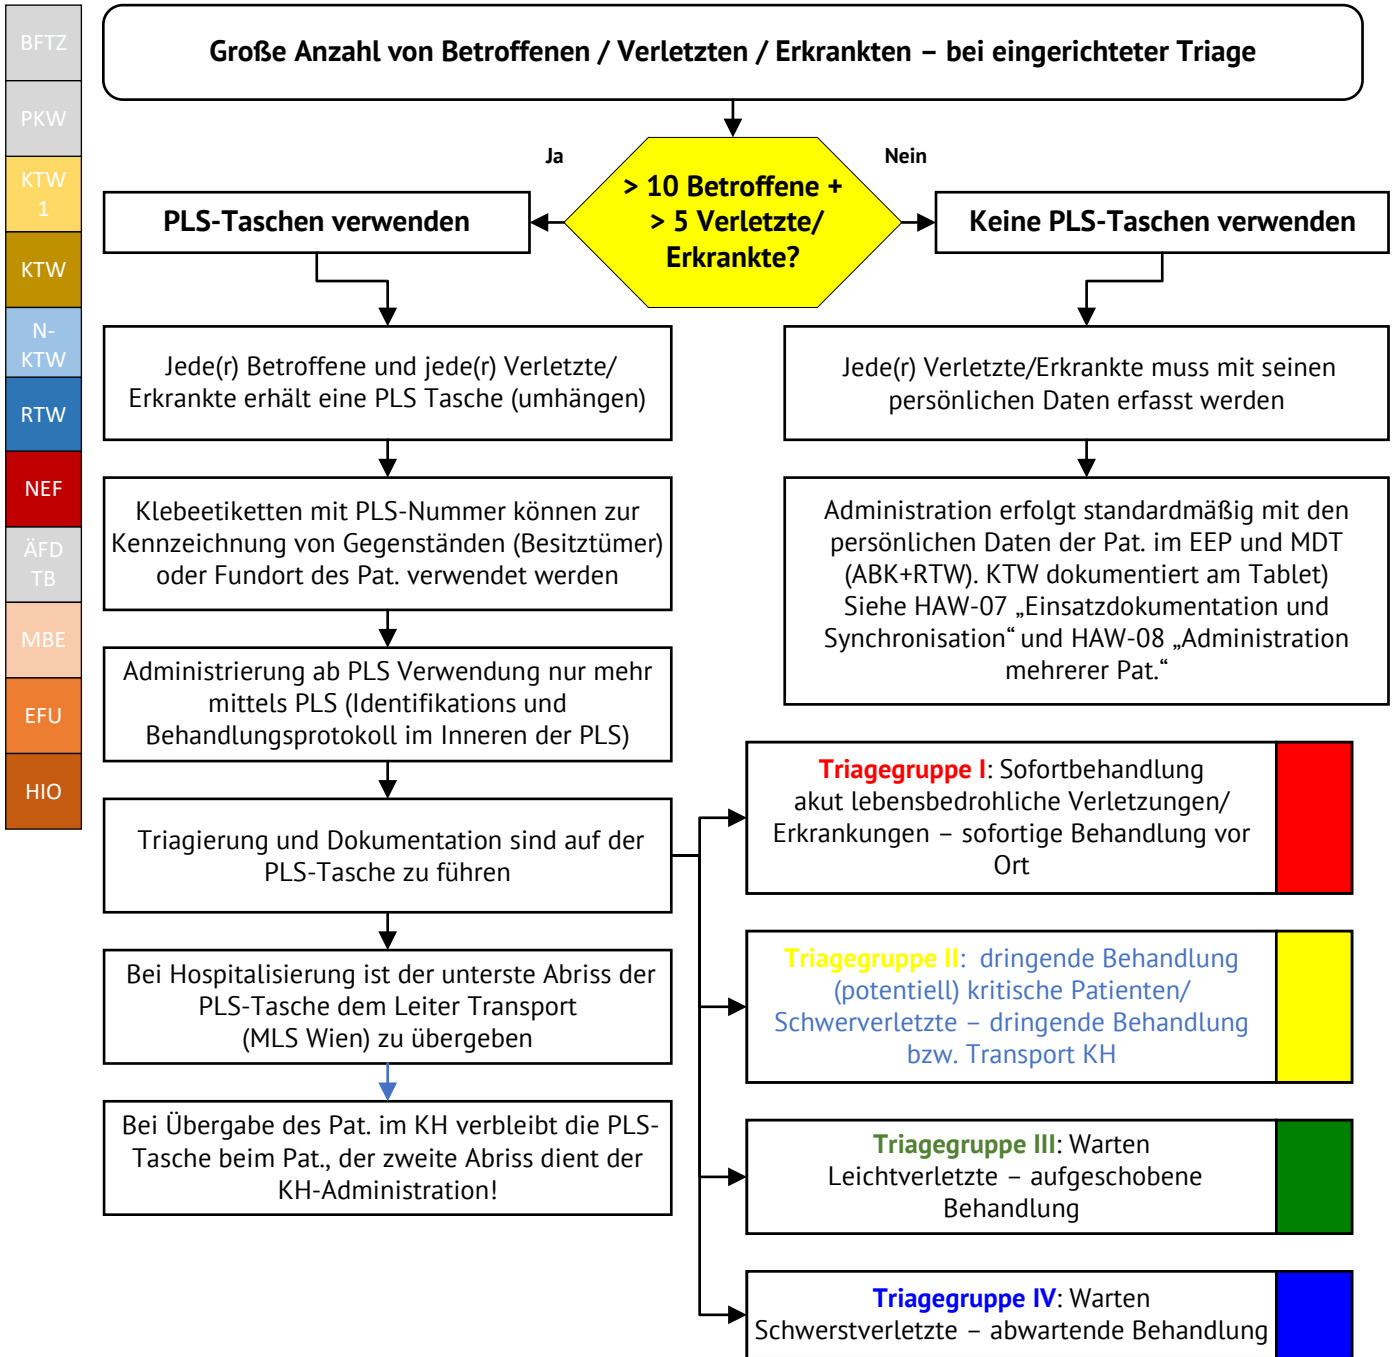 BFTZ
PKW
KTW
1
KTW
N-
KTW
RTW
NEF
ÄFD
TB
MBE
EFU
HIO
Große Anzahl von Betroffenen / Verletzten / Erkrankten – bei eingerichteter Triage
Ja
Nein
> 10 Betroffene +
> 5 Verletzte/
Erkrankte?
PLS-Taschen verwenden
Keine PLS-Taschen verwenden
Jede(r) Betroffene und jede(r) Verletzte/
Erkrankte erhält eine PLS Tasche (umhängen)
Jede(r) Verletzte/Erkrankte muss mit seinen
persönlichen Daten erfasst werden
Klebeetiketten mit PLS-Nummer können zur
Kennzeichnung von Gegenständen (Besitztümer)
oder Fundort des Pat. verwendet werden
Administration erfolgt standardmäßig mit den
persönlichen Daten der Pat. im EEP und MDT
(ABK+RTW). KTW dokumentiert am Tablet)
Siehe HAW-07 „Einsatzdokumentation und
Synchronisation“ und HAW-08 „Administration
mehrerer Pat.“
Administrierung ab PLS Verwendung nur mehr
mittels PLS (Identifikations und
Behandlungsprotokoll im Inneren der PLS)
Triagierung und Dokumentation sind auf der
PLS-Tasche zu führen
Bei Hospitalisierung ist der unterste Abriss der
PLS-Tasche dem Leiter Transport
(MLS Wien) zu übergeben
Bei Übergabe des Pat. im KH verbleibt die PLS-
Tasche beim Pat., der zweite Abriss dient der
KH-Administration!
Triagegruppe I: Sofortbehandlung
akut lebensbedrohliche Verletzungen/
Erkrankungen – sofortige Behandlung vor
Ort
Triagegruppe II:  dringende Behandlung
(potentiell) kritische Patienten/
Schwerverletzte – dringende Behandlung
bzw. Transport KH
Triagegruppe III: Warten
Leichtverletzte – aufgeschobene
Behandlung
Triagegruppe IV: Warten
Schwerstverletzte – abwartende Behandlung